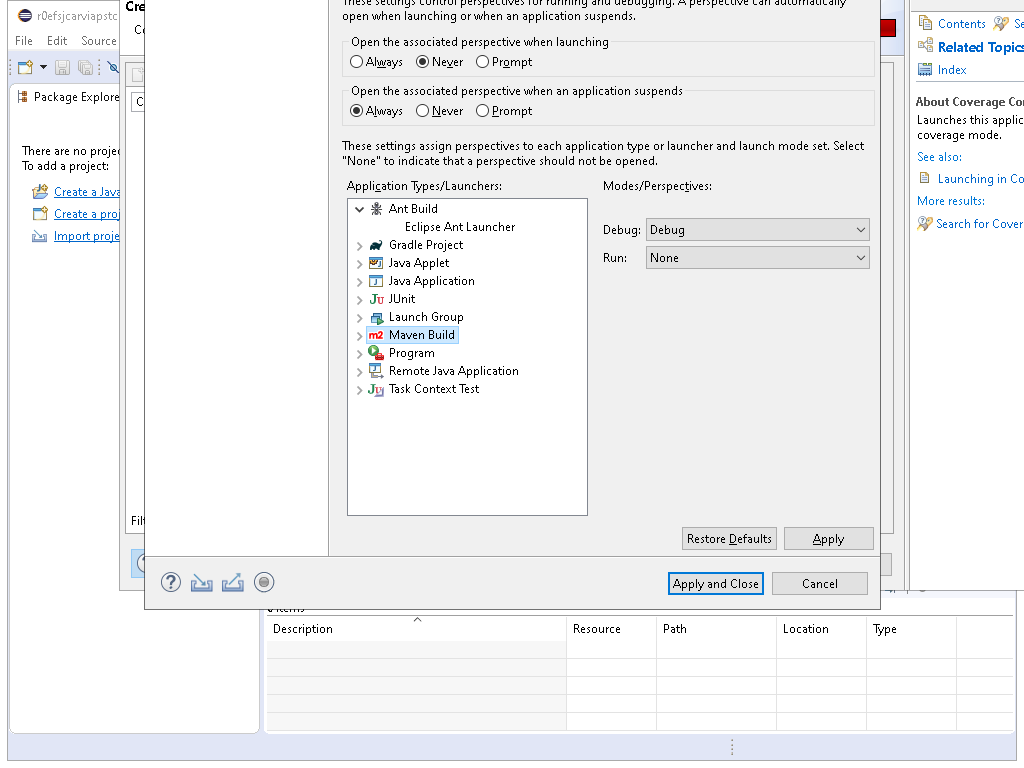 r0efsjcarviapstc
File Edit Source
Package Explore
There are no projec
To add a project:
Create a Java
Create a proj
Import proje
Cre
These settings control perspectives for running and debugging. A perspective can automatically
open when launching or when an application suspends.
Open the associated perspective when launching
Always Never Prompt
Open the associated perspective when an application suspends
Always Never Prompt
These settings assign perspectives to each application type or launcher and launch mode set. Select
"None" to indicate that a perspective should not be opened.
Application Types/Launchers:
Modes/Perspectives:
Ant Build
Eclipse Ant Launcher
Gradle Project
Java Applet
Java Application
JUnit
Launch Group
Maven Build
Program
Remote Java Application
Task Context Test
Debug: Debug
Run: None
Restore Defaults Apply
Filt
Apply and Close Cancel
Contents Se
Related Topics
Index
About Coverage Co
Launches this applic
coverage mode.
See also:
Launching in Co
More results:
Search for Cover
0 items
Description Resource Path Location Type